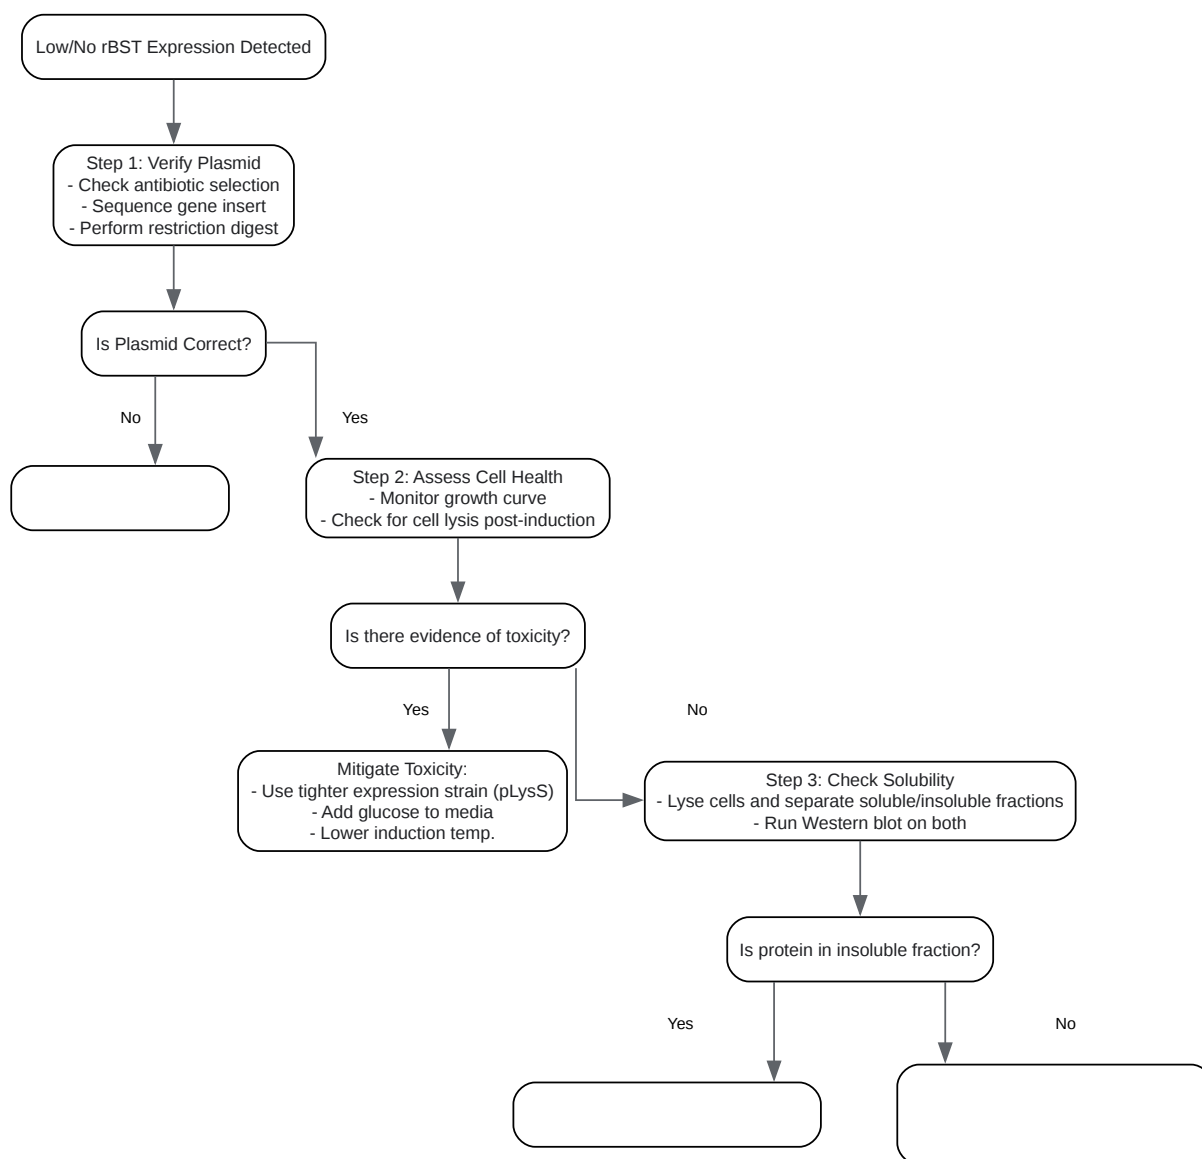 Low/No rBST Expression Detected
Step 1: Verify Plasmid
- Check antibiotic selection
- Sequence gene insert
- Perform restriction digest
Is Plasmid Correct?
No
Yes
Step 2: Assess Cell Health
- Monitor growth curve
- Check for cell lysis post-induction
Is there evidence of toxicity?
Yes
No
Mitigate Toxicity:
- Use tighter expression strain (pLysS)
- Add glucose to media
- Lower induction temp.
Step 3: Check Solubility
- Lyse cells and separate soluble/insoluble fractions
- Run Western blot on both
Is protein in insoluble fraction?
Yes
No